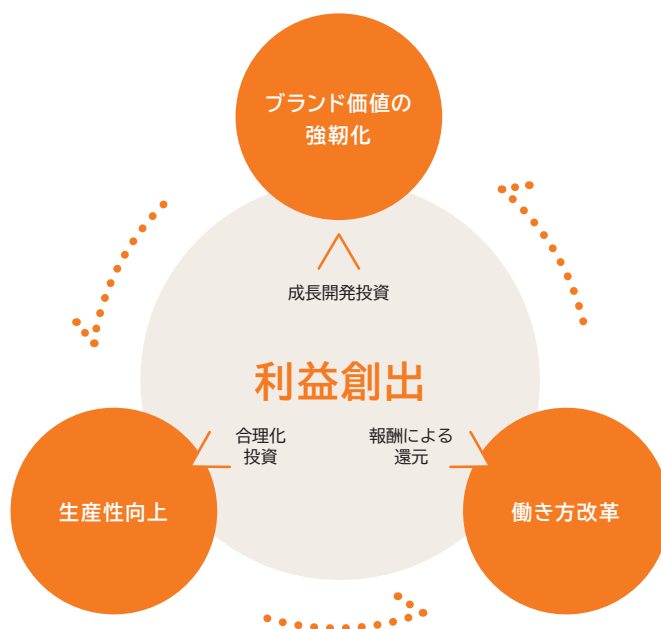 ブランド価値の
強靭化
成長開発投資
利益創出
合理化
投資
報酬による
還元
生産性向上
働き方改革